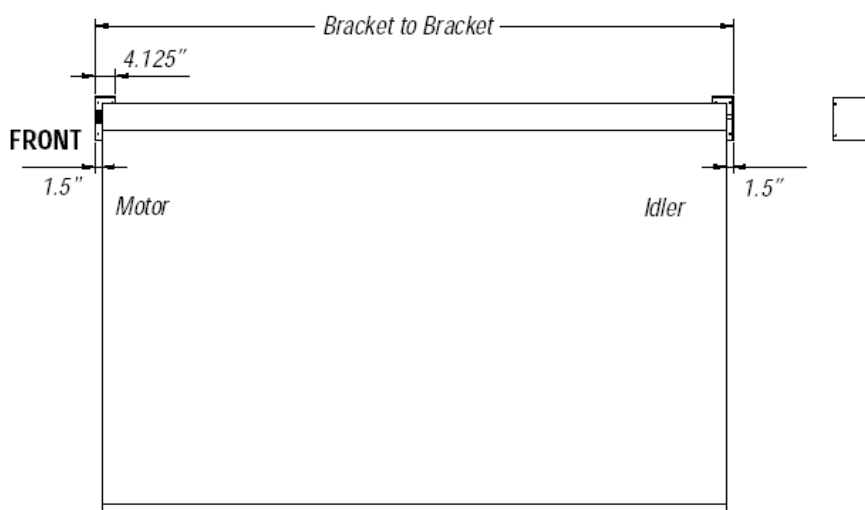 Bracket to Bracket
4.125"
FRONT
1.5"
1.5"
Motor
Idler